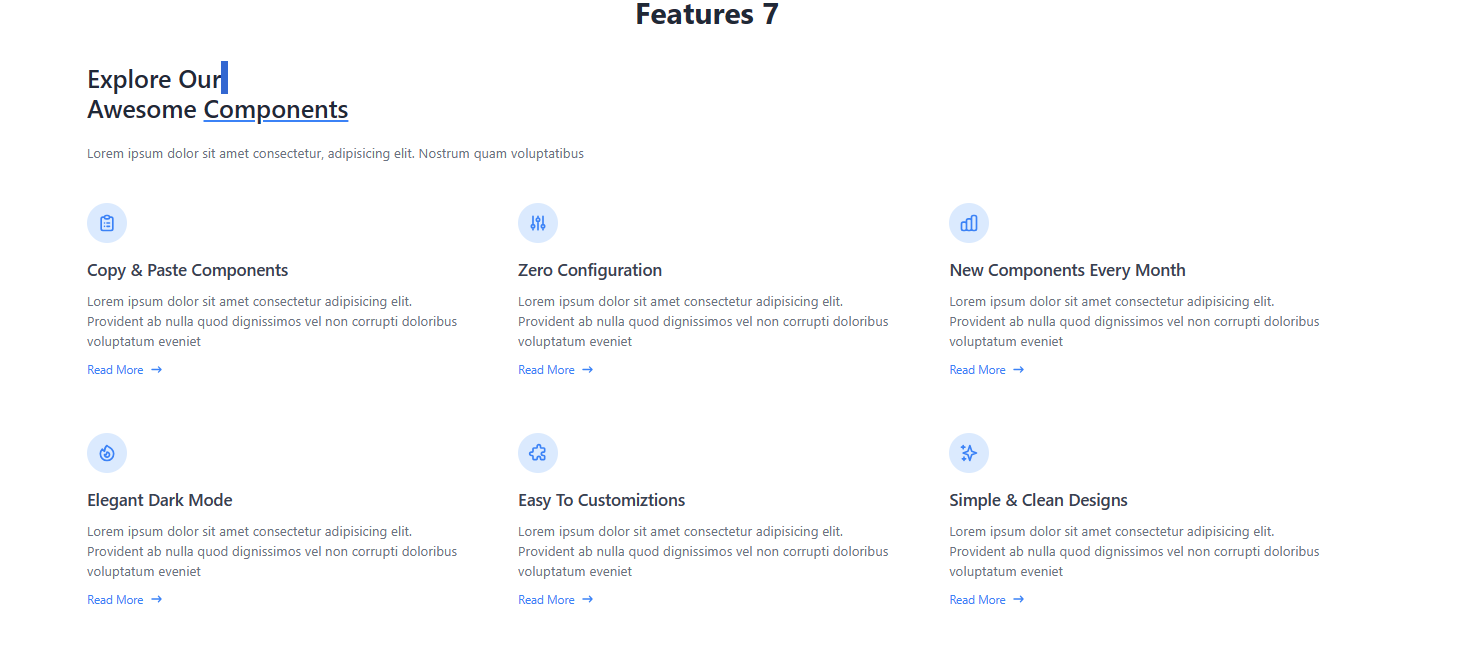 Features 7
Explore Our
Awesome Components
Lorem ipsum dolor sit amet consectetur, adipisicing elit. Nostrum quam voluptatibus
Copy & Paste Components
Lorem ipsum dolor sit amet consectetur adipisicing elit.
Provident ab nulla quod dignissimos vel non corrupti doloribus
voluptatum eveniet
Read More →
Zero Configuration
Lorem ipsum dolor sit amet consectetur adipisicing elit.
Provident ab nulla quod dignissimos vel non corrupti doloribus
voluptatum eveniet
Read More →
New Components Every Month
Lorem ipsum dolor sit amet consectetur adipisicing elit.
Provident ab nulla quod dignissimos vel non corrupti doloribus
voluptatum eveniet
Read More →
Elegant Dark Mode
Lorem ipsum dolor sit amet consectetur adipisicing elit.
Provident ab nulla quod dignissimos vel non corrupti doloribus
voluptatum eveniet
Read More →
Easy To Customiztions
Lorem ipsum dolor sit amet consectetur adipisicing elit.
Provident ab nulla quod dignissimos vel non corrupti doloribus
voluptatum eveniet
Read More →
Simple & Clean Designs
Lorem ipsum dolor sit amet consectetur adipisicing elit.
Provident ab nulla quod dignissimos vel non corrupti doloribus
voluptatum eveniet
Read More →